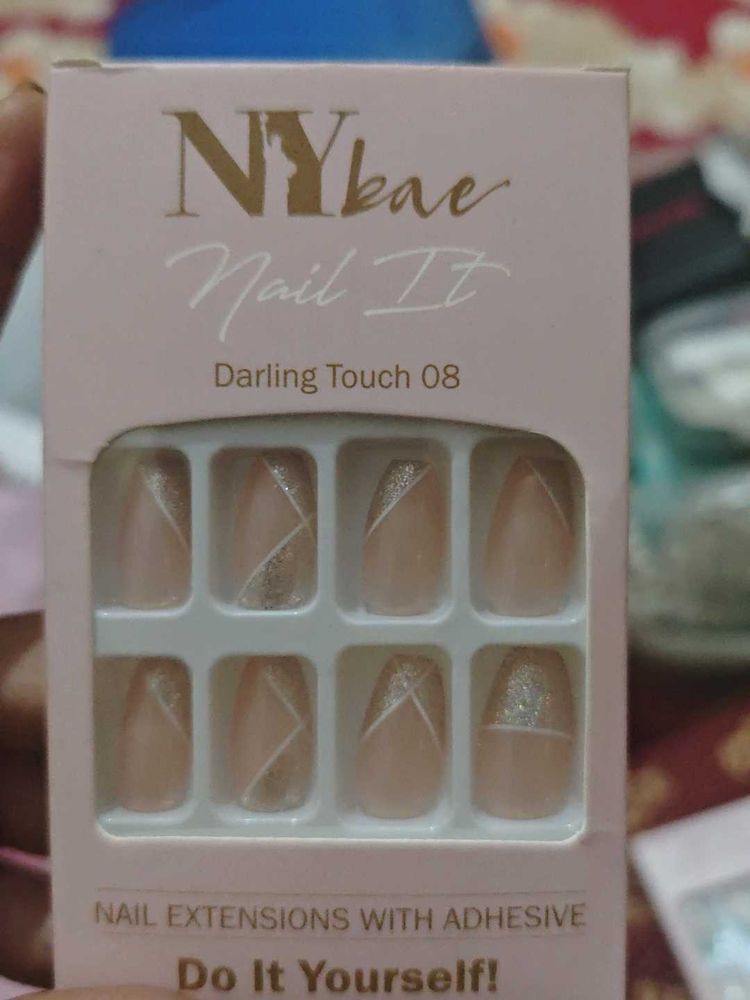 NYbae
Nail It
Darling Touch 08
NAIL EXTENSIONS WITH ADHESIVE
Do It Yourself!